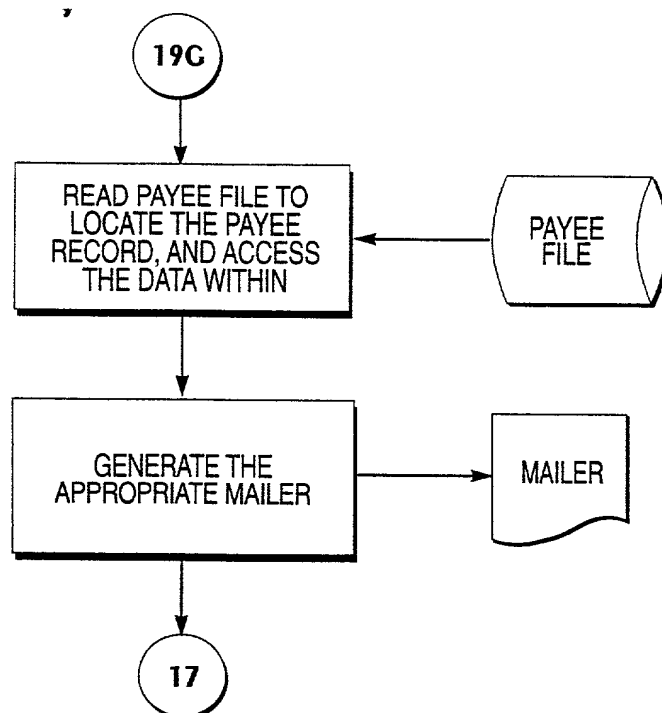 19G
READ PAYEE FILE TO
LOCATE THE PAYEE
RECORD, AND ACCESS
THE DATA WITHIN
PAYEE
FILE
GENERATE THE
APPROPRIATE MAILER
MAILER
17